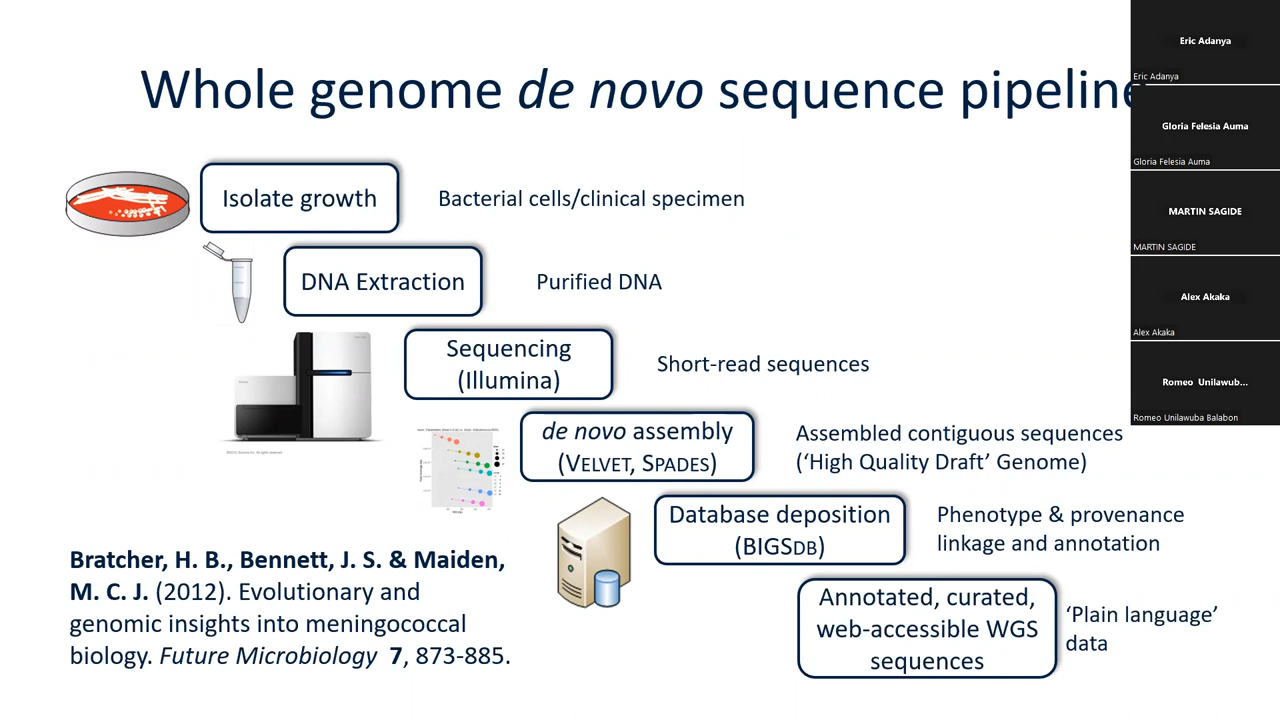 Whole genome de novo sequence pipeline
Isolate growth
Bacterial cells/clinical specimen
DNA Extraction
Purified DNA
Sequencing
(Illumina)
Short-read sequences
de novo assembly
(VELVET, SPADES)
Assembled contiguous sequences
(‘High Quality Draft’ Genome)
Database deposition
(BIGSDB)
Phenotype & provenance
linkage and annotation
Annotated, curated,
web-accessible WGS
sequences
‘Plain language’
data
Bratcher, H. B., Bennett, J. S. & Maiden,
M. C. J. (2012). Evolutionary and
genomic insights into meningococcal
biology. Future Microbiology 7, 873-885.
Eric Adanya
Eric Adanya
Gloria Felesia Auma
Gloria Felesia Auma
MARTIN SAGIDE
MARTIN SAGIDE
Alex Akaka
Alex Akaka
Romeo Unilawub...
Romeo Unilawuba Balabon